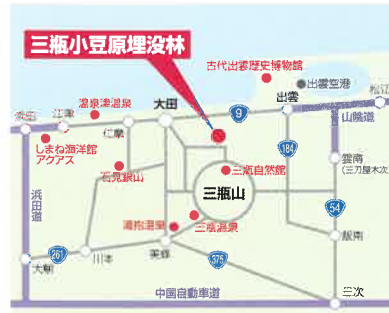 三瓶小豆原埋没林
古代出雲歴史博物館
出雲空港
松江
温泉津温泉
大田
9
出雲
山陰道
江津
仁摩
しまね海洋館
アクアス
石見銀山
三瓶自然館
184
雲南
(三刀屋木次)
三瓶山
浜田道
54
湯抱温泉
三瓶温泉
飯南
261
川本
美郷
375
大朝
三次
中国自動車道